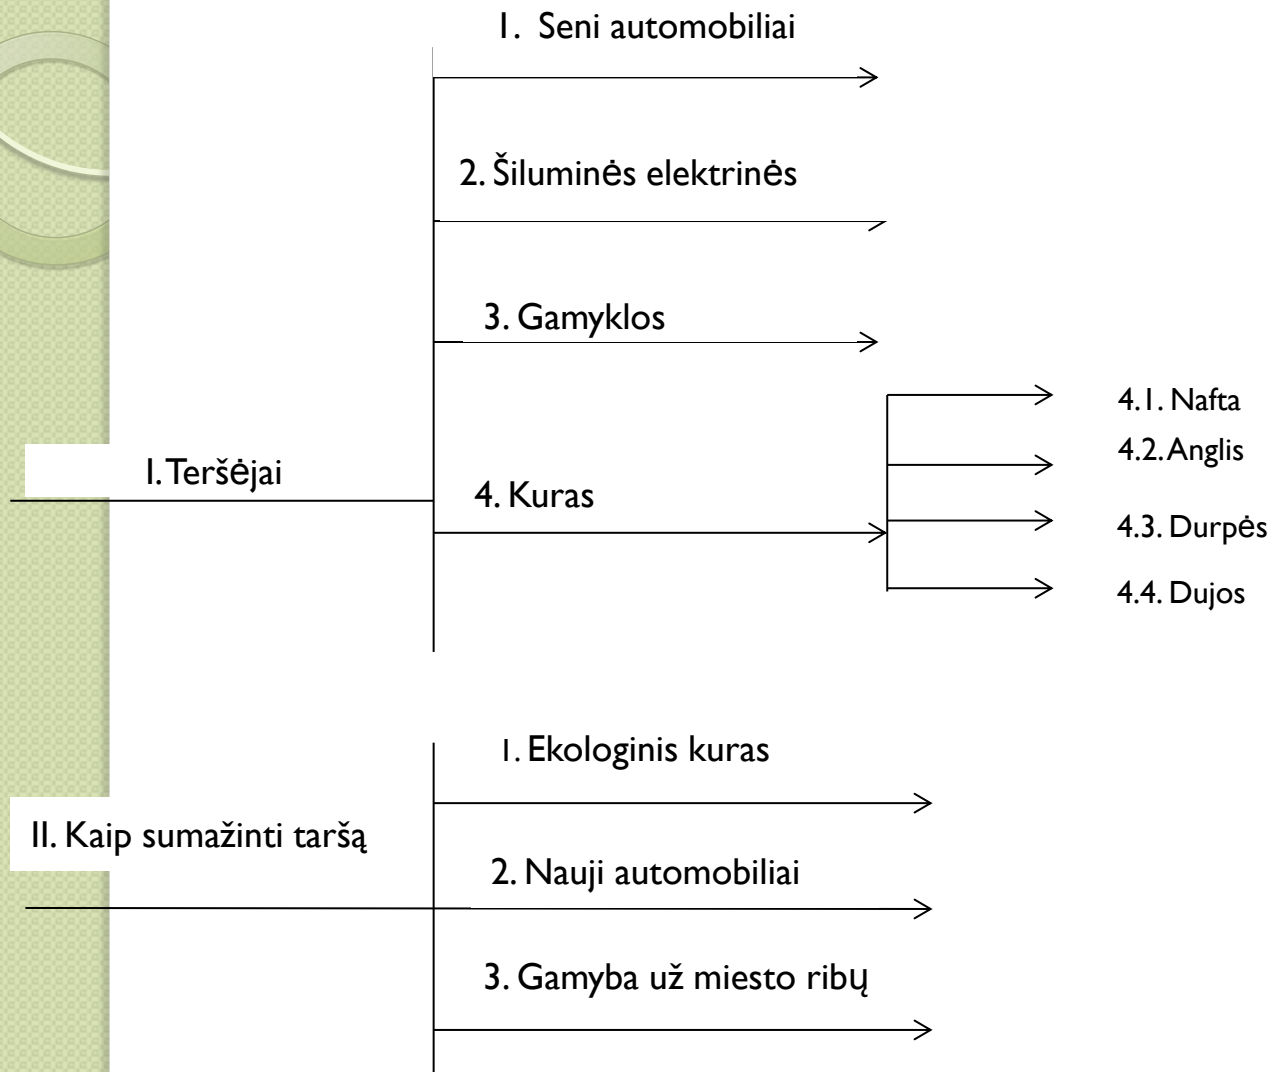 1. Seni automobiliai
2. Šiluminės elektrinės
3. Gamyklos
I. Teršėjai
4. Kuras
4.1. Nafta
4.2. Anglis
4.3. Durpės
4.4. Dujos
1. Ekologinis kuras
II. Kaip sumažinti taršą
2. Nauji automobiliai
3. Gamyba už miesto ribų